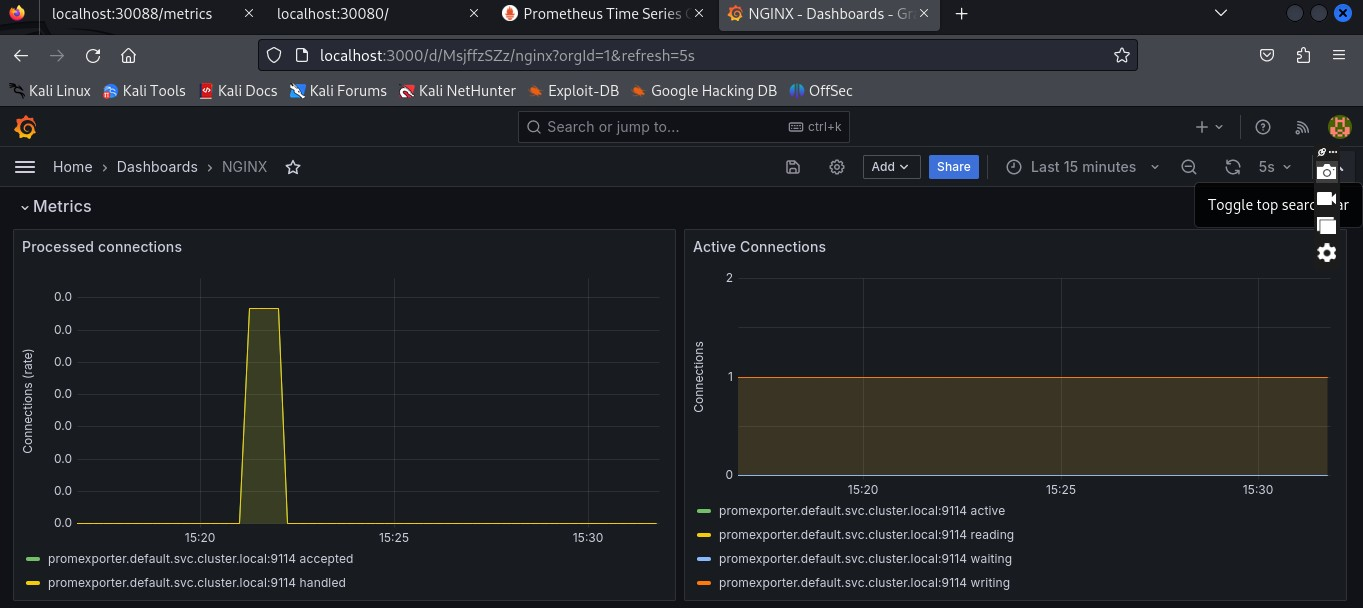 localhost:30088/metrics
localhost:30080/
Prometheus Time Series
NGINX - Dashboards - Gr
localhost:3000/d/MsjffzSZz/nginx?orgId=1&refresh=5s
Kali Linux
Kali Tools
Kali Docs
Kali Forums
Kali NetHunter
Exploit-DB
Google Hacking DB
OffSec
Search or jump to...
ctrl+k
Home › Dashboards › NGINX
Add
Share
Last 15 minutes
5s
Toggle top sear
Metrics
Processed connections
Connections (rate)
0.0
0.0
0.0
0.0
0.0
0.0
0.0
0.0
15:20
15:25
15:30
promexporter.default.svc.cluster.local:9114 accepted
promexporter.default.svc.cluster.local:9114 handled
Active Connections
Connections
2
1
0
15:20
15:25
15:30
promexporter.default.svc.cluster.local:9114 active
promexporter.default.svc.cluster.local:9114 reading
promexporter.default.svc.cluster.local:9114 waiting
promexporter.default.svc.cluster.local:9114 writing